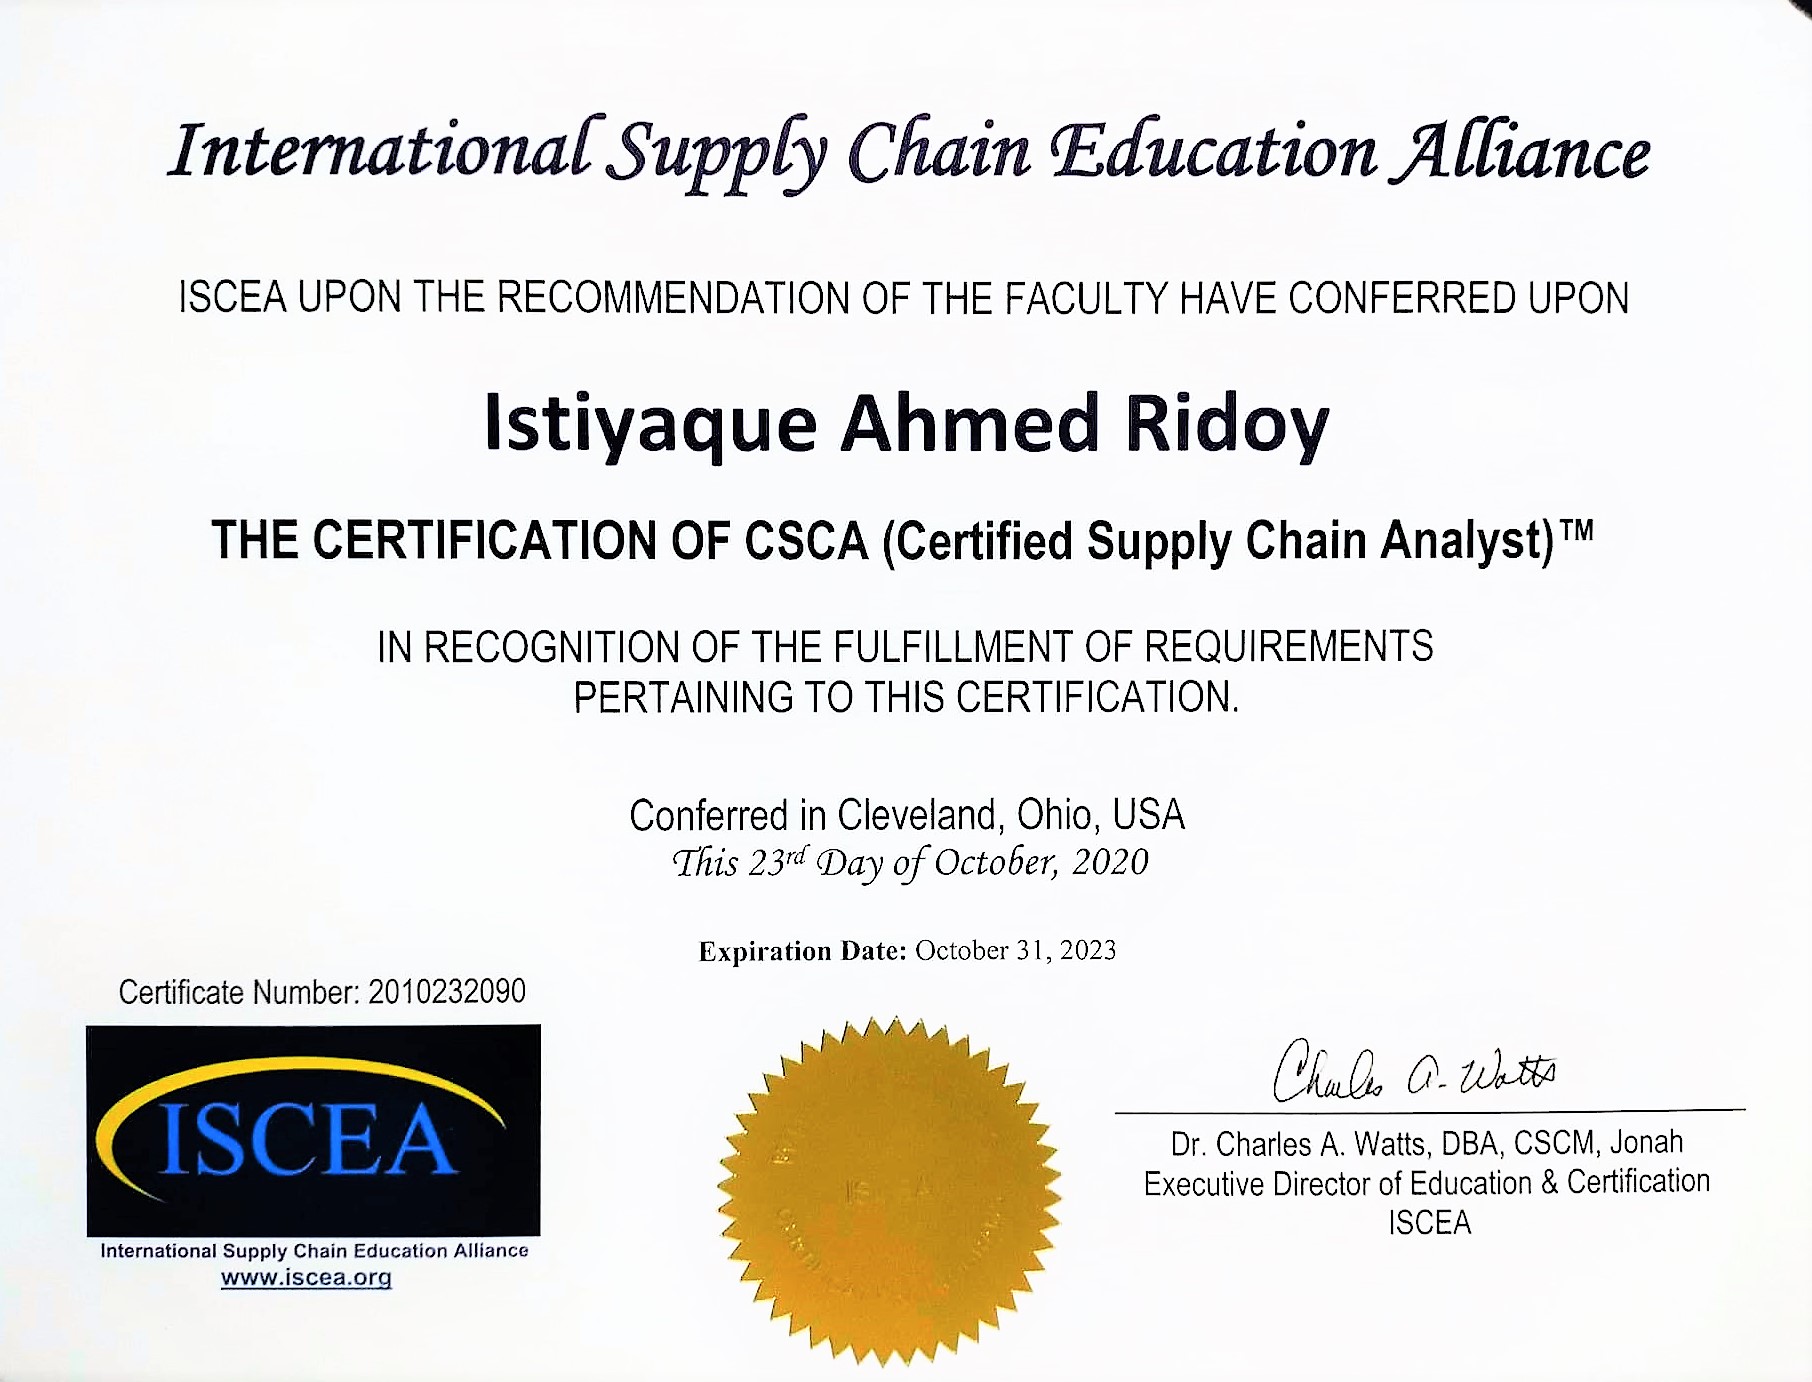 International Supply Chain Education Alliance
ISCEA UPON THE RECOMMENDATION OF THE FACULTY HAVE CONFERRED UPON
Istiyaque Ahmed Ridoy
THE CERTIFICATION OF CSCA (Certified Supply Chain Analyst)™
IN RECOGNITION OF THE FULFILLMENT OF REQUIREMENTS
PERTAINING TO THIS CERTIFICATION.
Conferred in Cleveland, Ohio, USA
This 23rd Day of October, 2020
Expiration Date: October 31, 2023
Certificate Number: 2010232090
ISCEA
International Supply Chain Education Alliance
www.iscea.org
Charles A. Watts
Dr. Charles A. Watts, DBA, CSCM, Jonah
Executive Director of Education & Certification
ISCEA